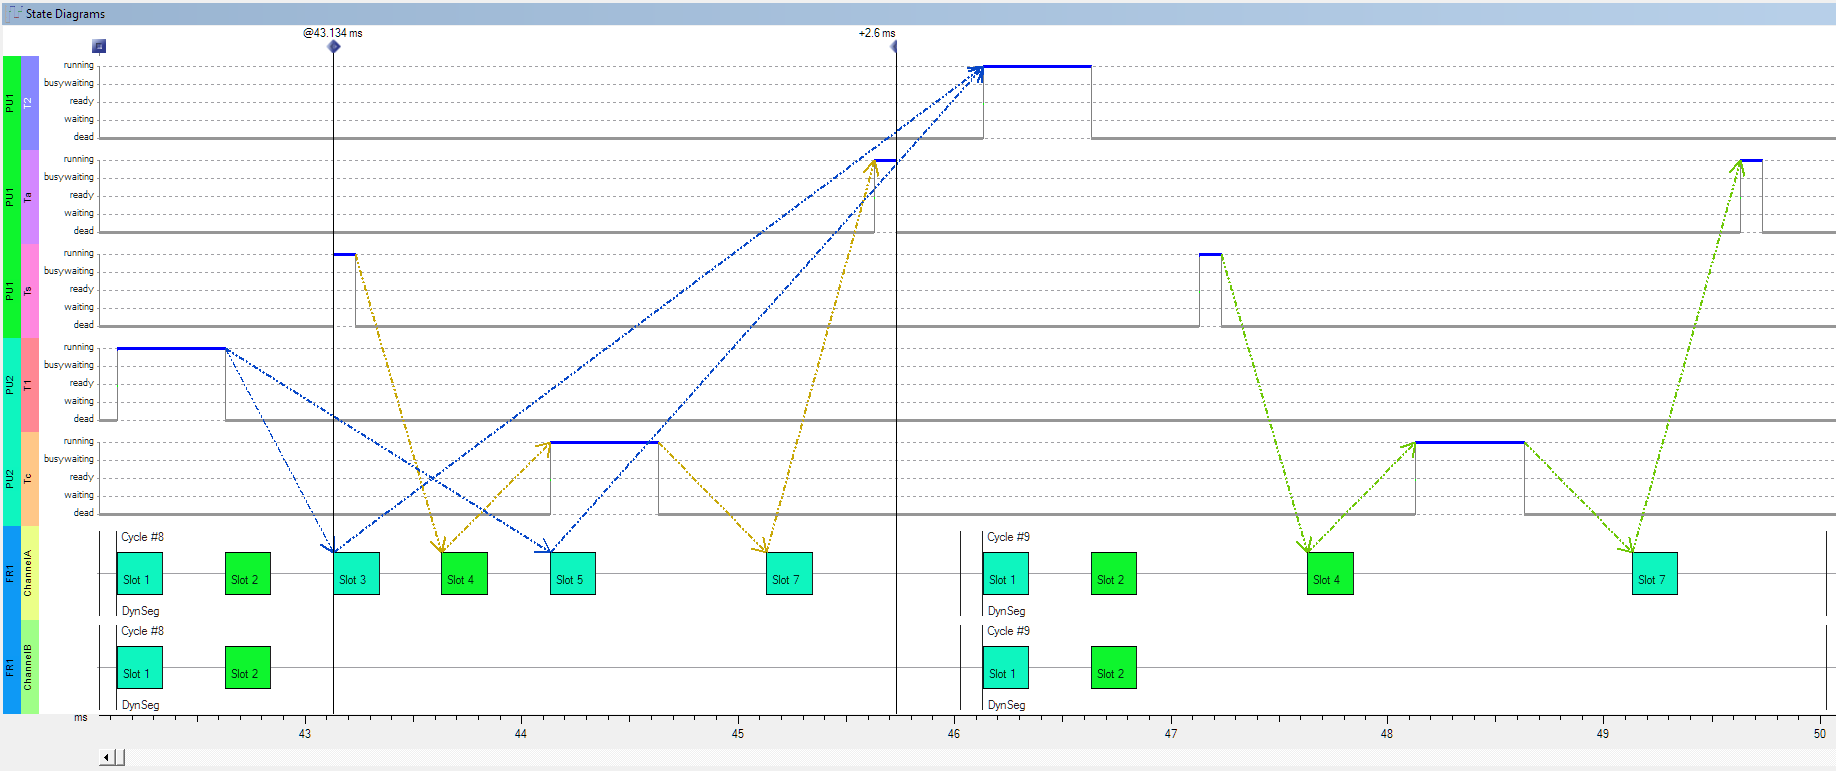 State Diagrams
@43.134 ms
+2.6 ms
PU1
T2
running
busywaiting
ready
waiting
dead
PU1
Ta
running
busywaiting
ready
waiting
dead
PU1
Ts
running
busywaiting
ready
waiting
dead
PU2
T1
running
busywaiting
ready
waiting
dead
PU2
Tc
running
busywaiting
ready
waiting
dead
FR1
ChannelA
Cycle #8
Cycle #9
Slot 1
Slot 2
Slot 3
Slot 4
Slot 5
Slot 7
Slot 1
Slot 2
Slot 4
Slot 7
DynSeg
DynSeg
FR1
ChannelB
Cycle #8
Cycle #9
Slot 1
Slot 2
Slot 1
Slot 2
DynSeg
DynSeg
ms
43
44
45
46
47
48
49
50